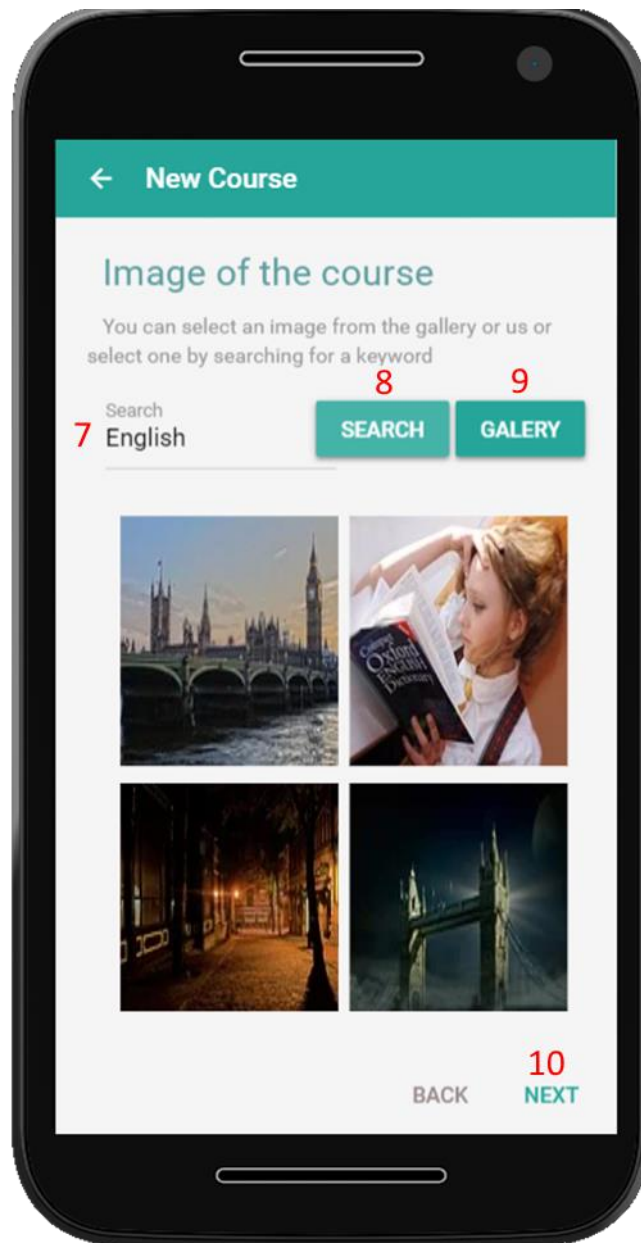 New Course
Image of the course
You can select an image from the gallery or us or
select one by searching for a keyword
8
9
Search
7 English
SEARCH
GALERY
Compact
Oxford
ENGLISH
Dictionary
10
BACK
NEXT